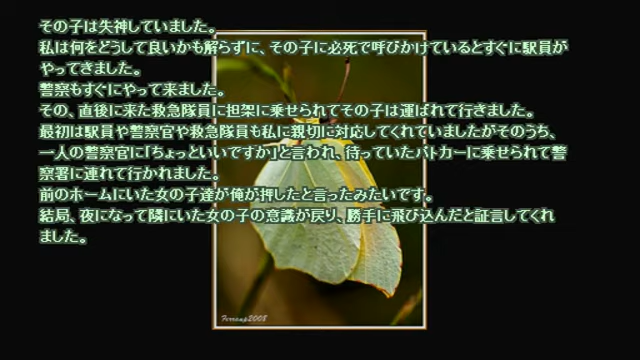 その子は失神していました。
私は何をどうして良いかも解らずに、その子に必死で呼びかけているとすぐに駅員が
やってきました。
警察もすぐにやって来ました。
その、直後に来た救急隊員に担架に乗せられてその子は運ばれて行きました。
最初は駅員や警察官や救急隊員も私に親切に対応してくれていましたがそのうち、
一人の警察官に「ちょっといいですか」と言われ、待っていたパトカーに乗せられて警
察署に連れて行かれました。
前のホームにいた女の子達が俺が押したと言ったみたいです。
結局、夜になって隣にいた女の子の意識が戻り、勝手に飛び込んだと証言してくれ
ました。
Ferranp2008